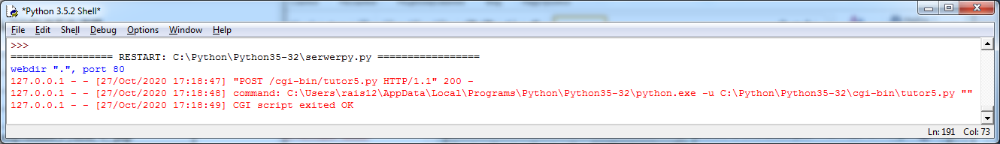 *Python 3.5.2 Shell*
File Edit Shell Debug Options Window Help
>>>
================= RESTART: C:\Python\Python35-32\serwerpy.py =================
webdir ".", port 80
127.0.0.1 - - [27/Oct/2020 17:18:47] "POST /cgi-bin/tutor5.py HTTP/1.1" 200 -
127.0.0.1 - - [27/Oct/2020 17:18:48] command: C:\Users\rais12\AppData\Local\Programs\Python\Python35-32\python.exe -u C:\Python\Python35-32\cgi-bin\tutor5.py ""
127.0.0.1 - - [27/Oct/2020 17:18:49] CGI script exited OK
Ln: 191 Col: 73